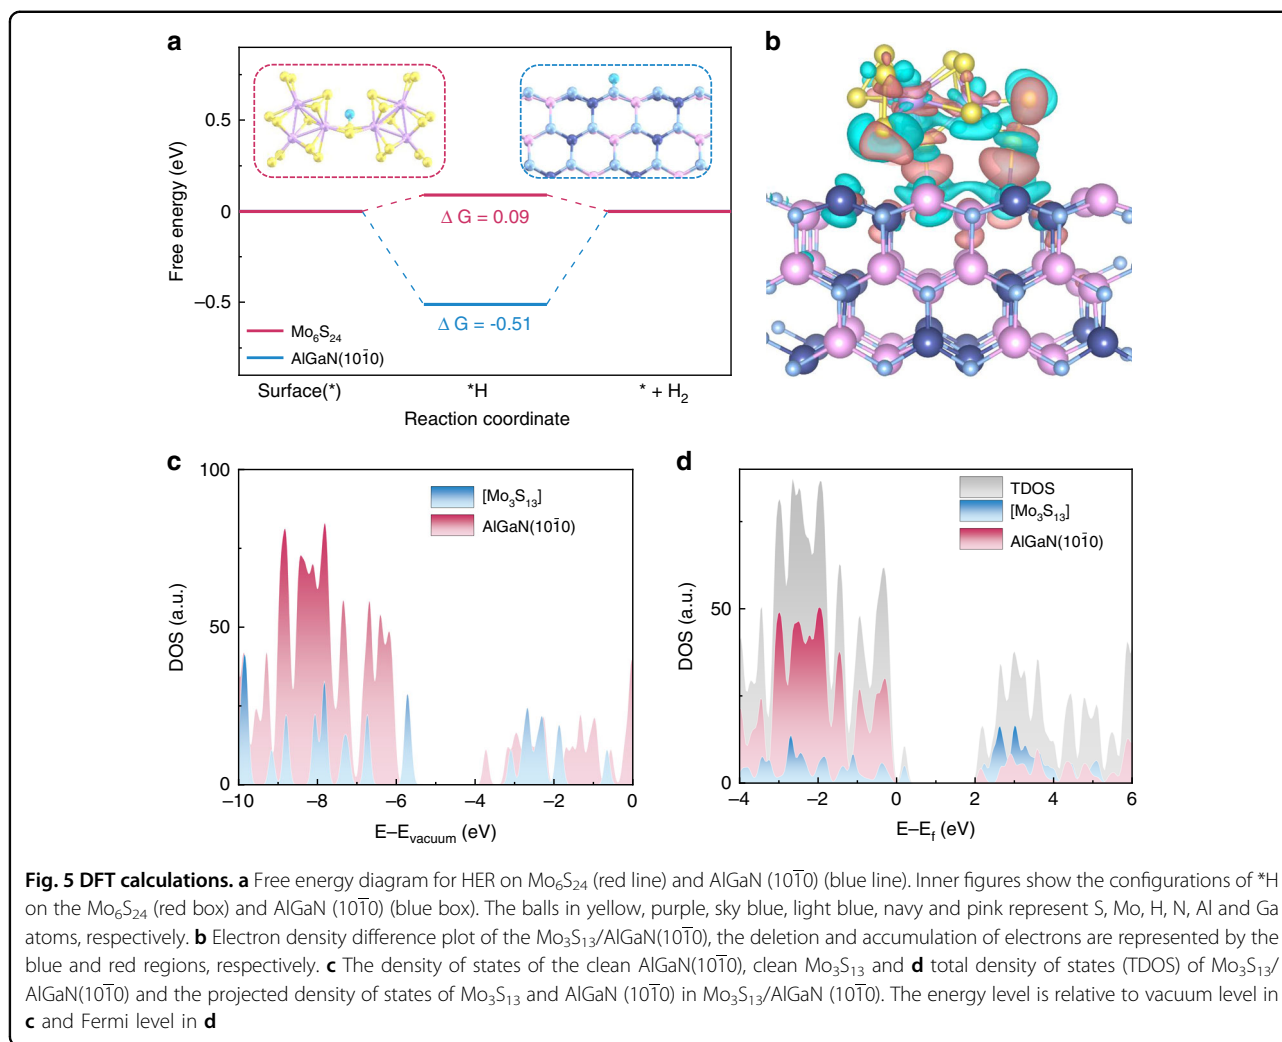 a
0.5
0
−0.5
Free energy (eV)
Δ G = 0.09
Δ G = -0.51
Mo₆S₂₄
AlGaN(101̅0)
Surface(*)
*H
* + H₂
Reaction coordinate
b
c
100
50
0
DOS (a.u.)
[Mo₃S₁₃]
AlGaN(101̅0)
−10
−8
−6
−4
−2
0
E–E_vacuum (eV)
d
50
0
DOS (a.u.)
TDOS
[Mo₃S₁₃]
AlGaN(101̅0)
−4
−2
0
2
4
6
E–E_f (eV)
Fig. 5 DFT calculations. a Free energy diagram for HER on Mo₆S₂₄ (red line) and AlGaN (101̅0) (blue line). Inner figures show the configurations of *H
on the Mo₆S₂₄ (red box) and AlGaN (101̅0) (blue box). The balls in yellow, purple, sky blue, light blue, navy and pink represent S, Mo, H, N, Al and Ga
atoms, respectively. b Electron density difference plot of the Mo₃S₁₃/AlGaN(101̅0), the deletion and accumulation of electrons are represented by the
blue and red regions, respectively. c The density of states of the clean AlGaN(101̅0), clean Mo₃S₁₃ and d total density of states (TDOS) of Mo₃S₁₃/
AlGaN(101̅0) and the projected density of states of Mo₃S₁₃ and AlGaN (101̅0) in Mo₃S₁₃/AlGaN (101̅0). The energy level is relative to vacuum level in
c and Fermi level in d